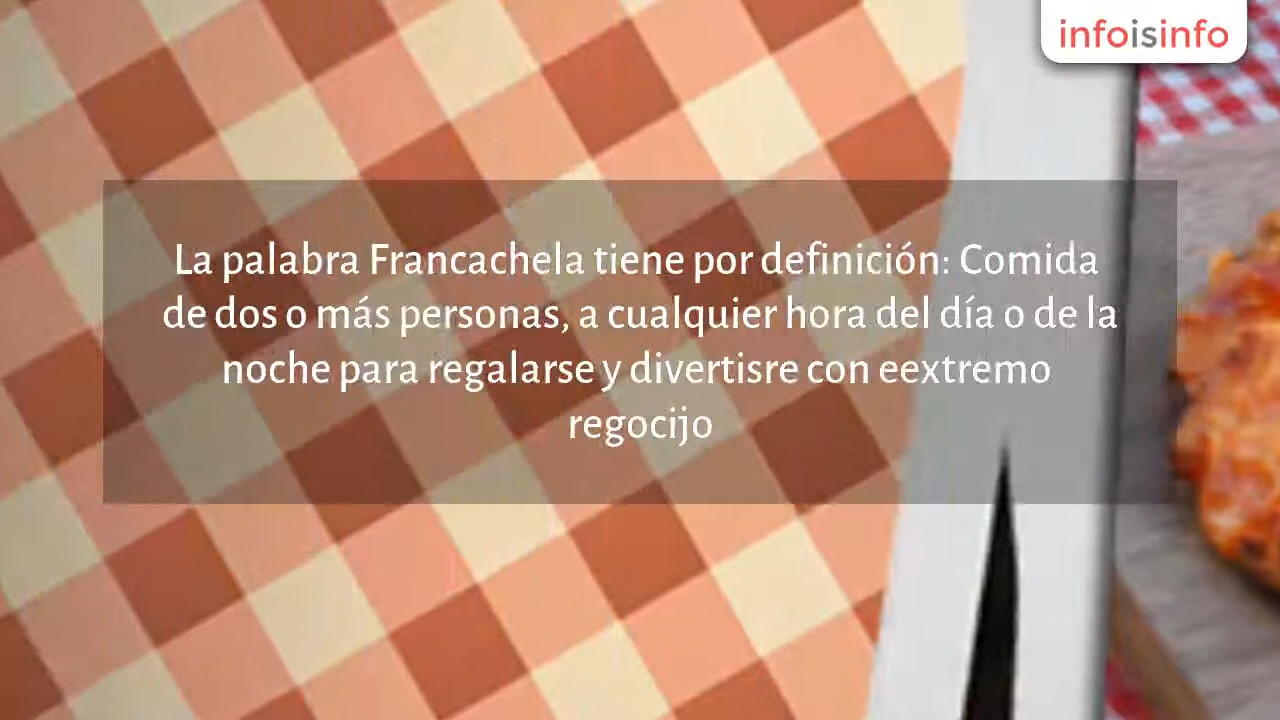 infoisinfo
La palabra Francachela tiene por definición: Comida
de dos o más personas, a cualquier hora del día o de la
noche para regalarse y divertisre con eextremo
regocijo